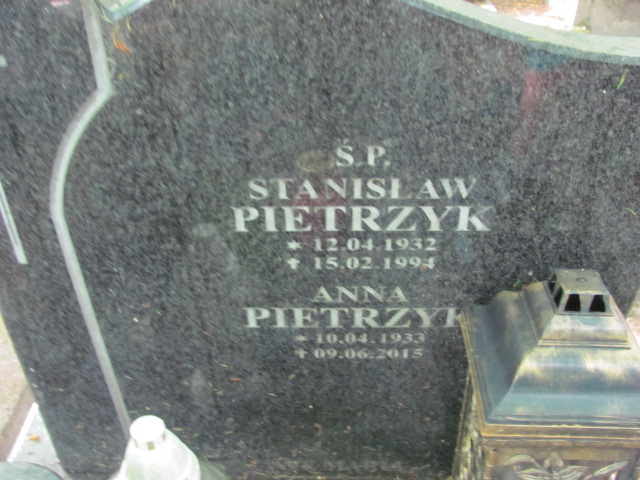 Ś.P.
STANISŁAW
PIETRZYK
* 12.04.1932
✝ 15.02.1994
ANNA
PIETRZYK
* 10.04.1933
✝ 09.06.2015